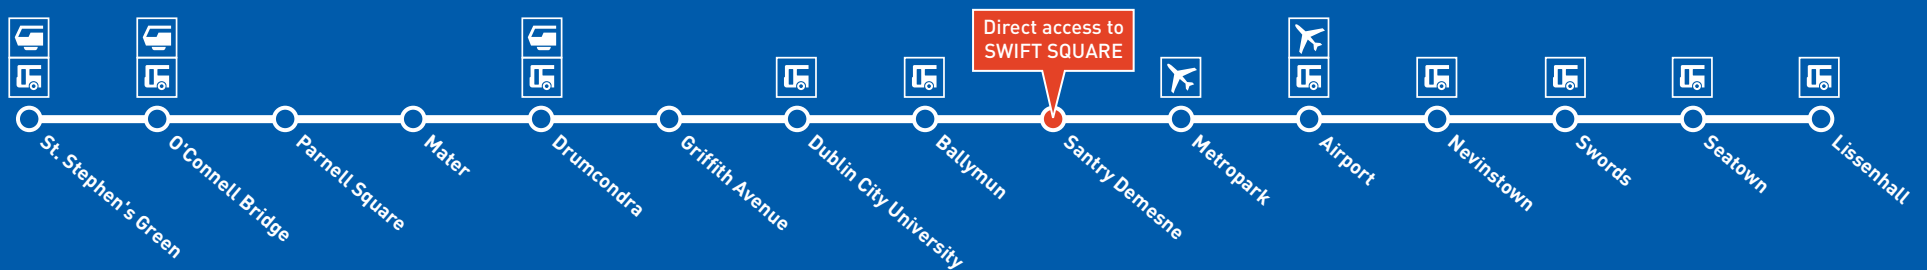 Direct access to
SWIFT SQUARE
St. Stephen's Green
O'Connell Bridge
Parnell Square
Mater
Drumcondra
Griffith Avenue
Dublin City University
Ballymun
Santry Demesne
Metropark
Airport
Nevinstown
Swords
Seatown
Lissenhall